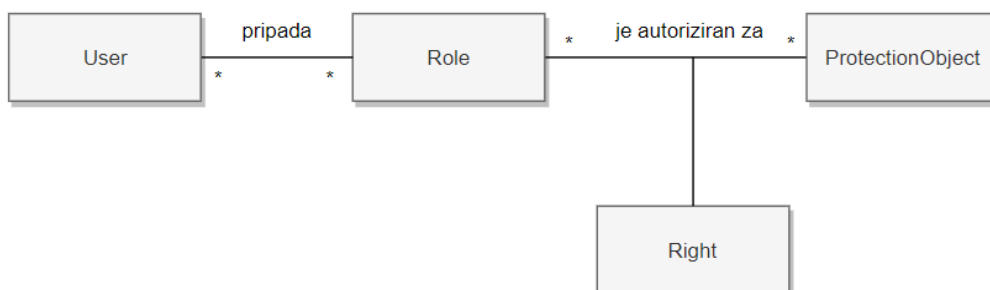 pripada
je autoriziran za
User
Role
ProtectionObject
*
*
*
*
Right